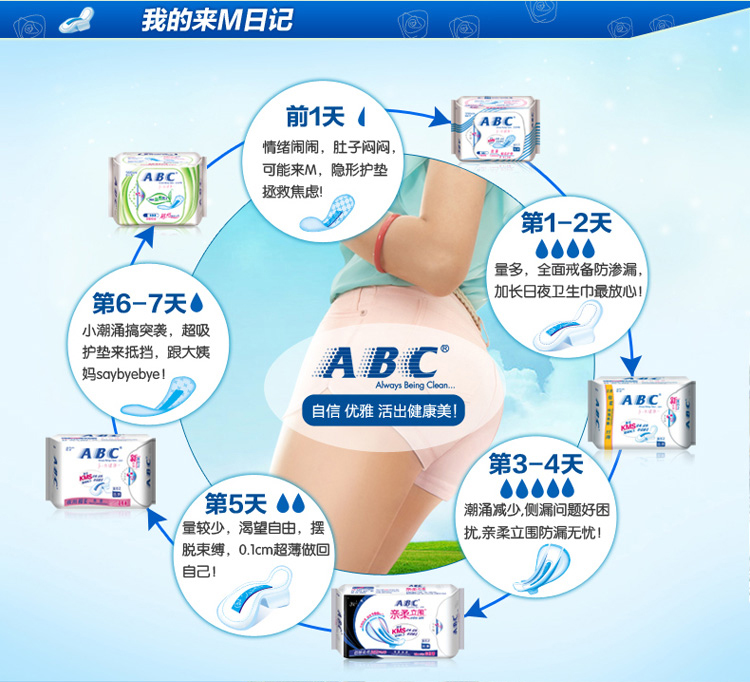 我的来M日记
前1天
情绪闹闹，肚子闷闷，
可能来M，隐形护垫
拯救焦虑!
ABC
第1-2天
量多，全面戒备防渗漏，
加长日夜卫生巾最放心!
ABC
KMS
第3-4天
潮涌减少,侧漏问题好困
扰,亲柔立围防漏无忧!
ABC
亲柔立围
KMS
ABC
第5天
量较少，渴望自由，摆
脱束缚，0.1cm超薄做回
自己!
ABC
KMS
第6-7天
小潮涌搞突袭，超吸
护垫来抵挡，跟大姨
妈saybyebye!
ABC
ABC®
Always Being Clean...
自信 优雅 活出健康美!